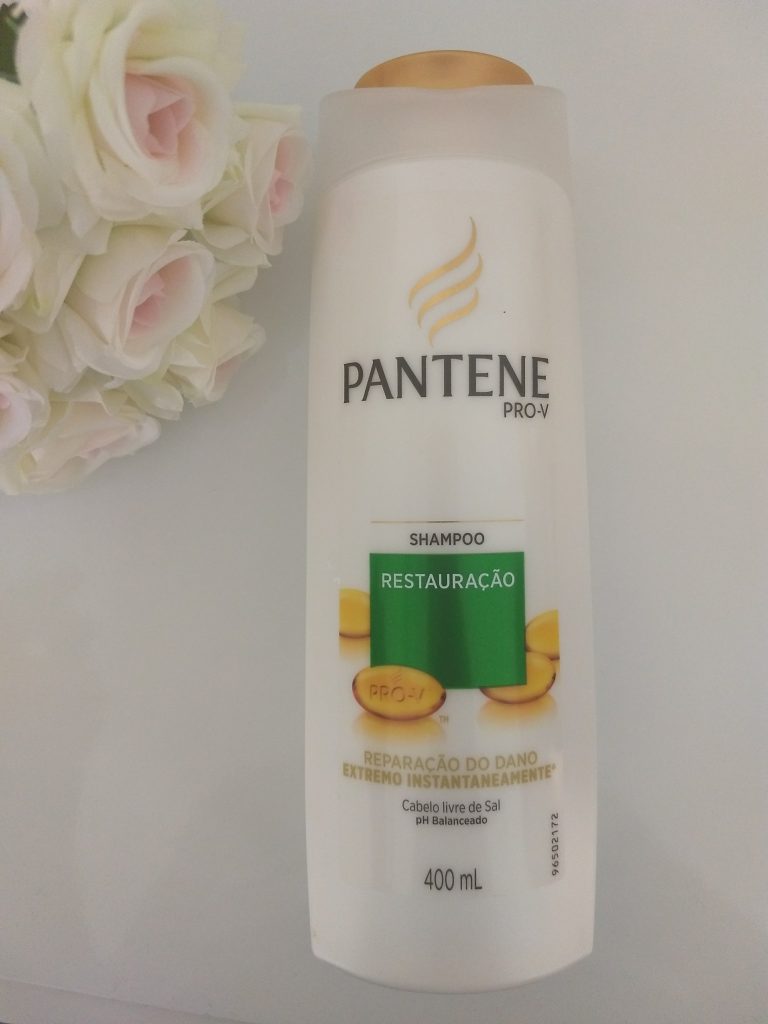 PANTENE
PRO-V
SHAMPOO
RESTAURAÇÃO
PRO-V
TM
REPARAÇÃO DO DANO
EXTREMO INSTANTANEAMENTE*
Cabelo livre de Sal
pH Balanceado
96502172
400 mL